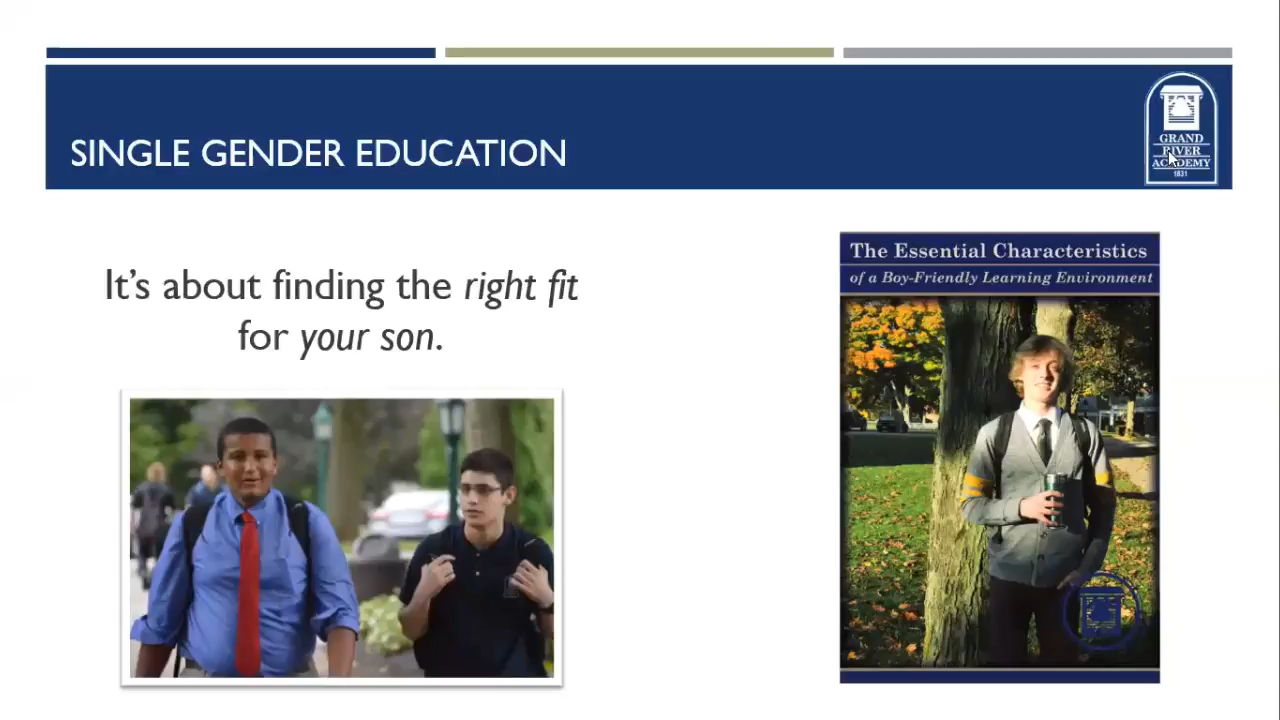 SINGLE GENDER EDUCATION
GRAND
RIVER
ACADEMY
1831
It's about finding the right fit
for your son.
The Essential Characteristics
of a Boy-Friendly Learning Environment